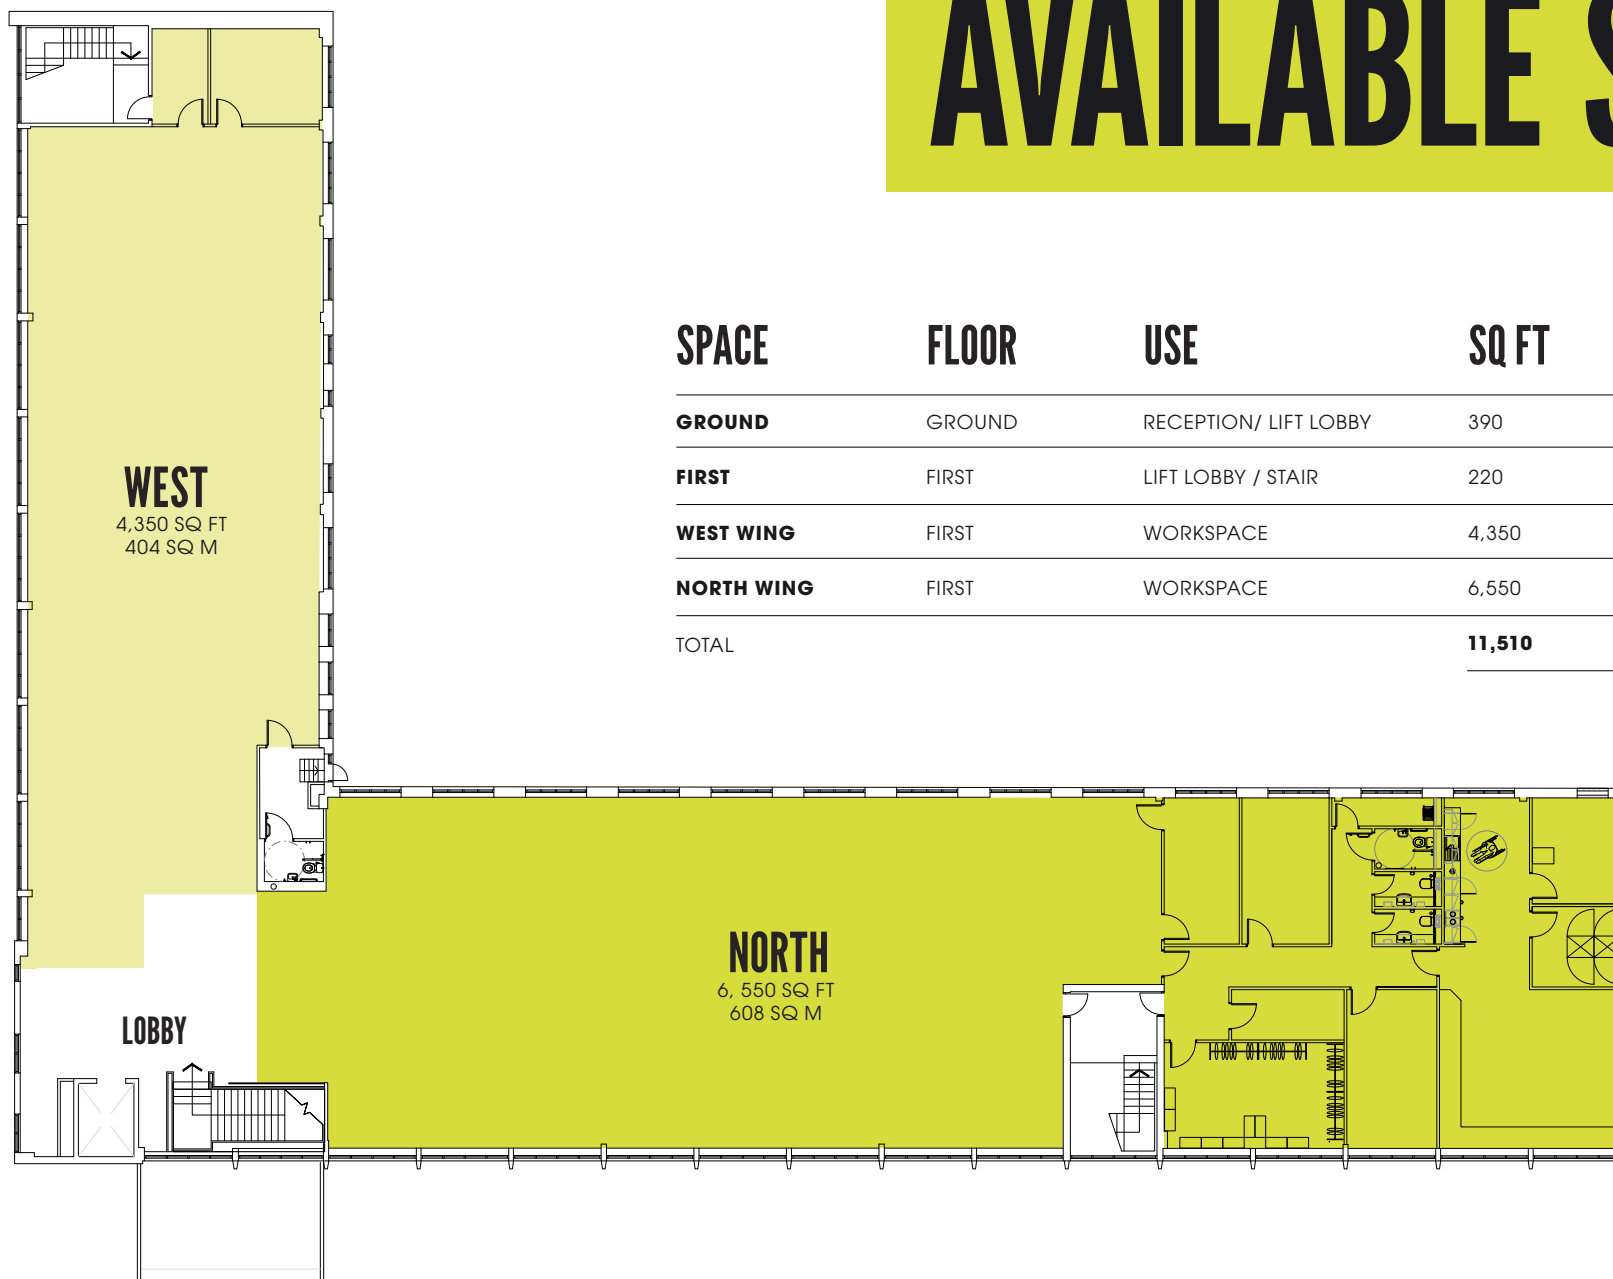 AVAILABLE
SPACE FLOOR USE SQ FT
GROUND GROUND RECEPTION/ LIFT LOBBY 390
FIRST FIRST LIFT LOBBY / STAIR 220
WEST WING FIRST WORKSPACE 4,350
NORTH WING FIRST WORKSPACE 6,550
TOTAL 11,510
WEST
4,350 SQ FT
404 SQ M
NORTH
6, 550 SQ FT
608 SQ M
LOBBY